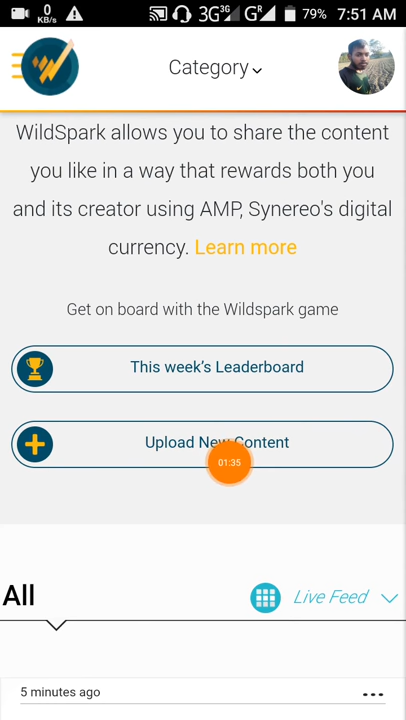 0
KB/s
3G 3G
G R
79%
7:51 AM
Category
WildSpark allows you to share the content
you like in a way that rewards both you
and its creator using AMP, Synereo's digital
currency. Learn more
Get on board with the Wildspark game
This week's Leaderboard
Upload New Content
01:35
All
Live Feed
5 minutes ago